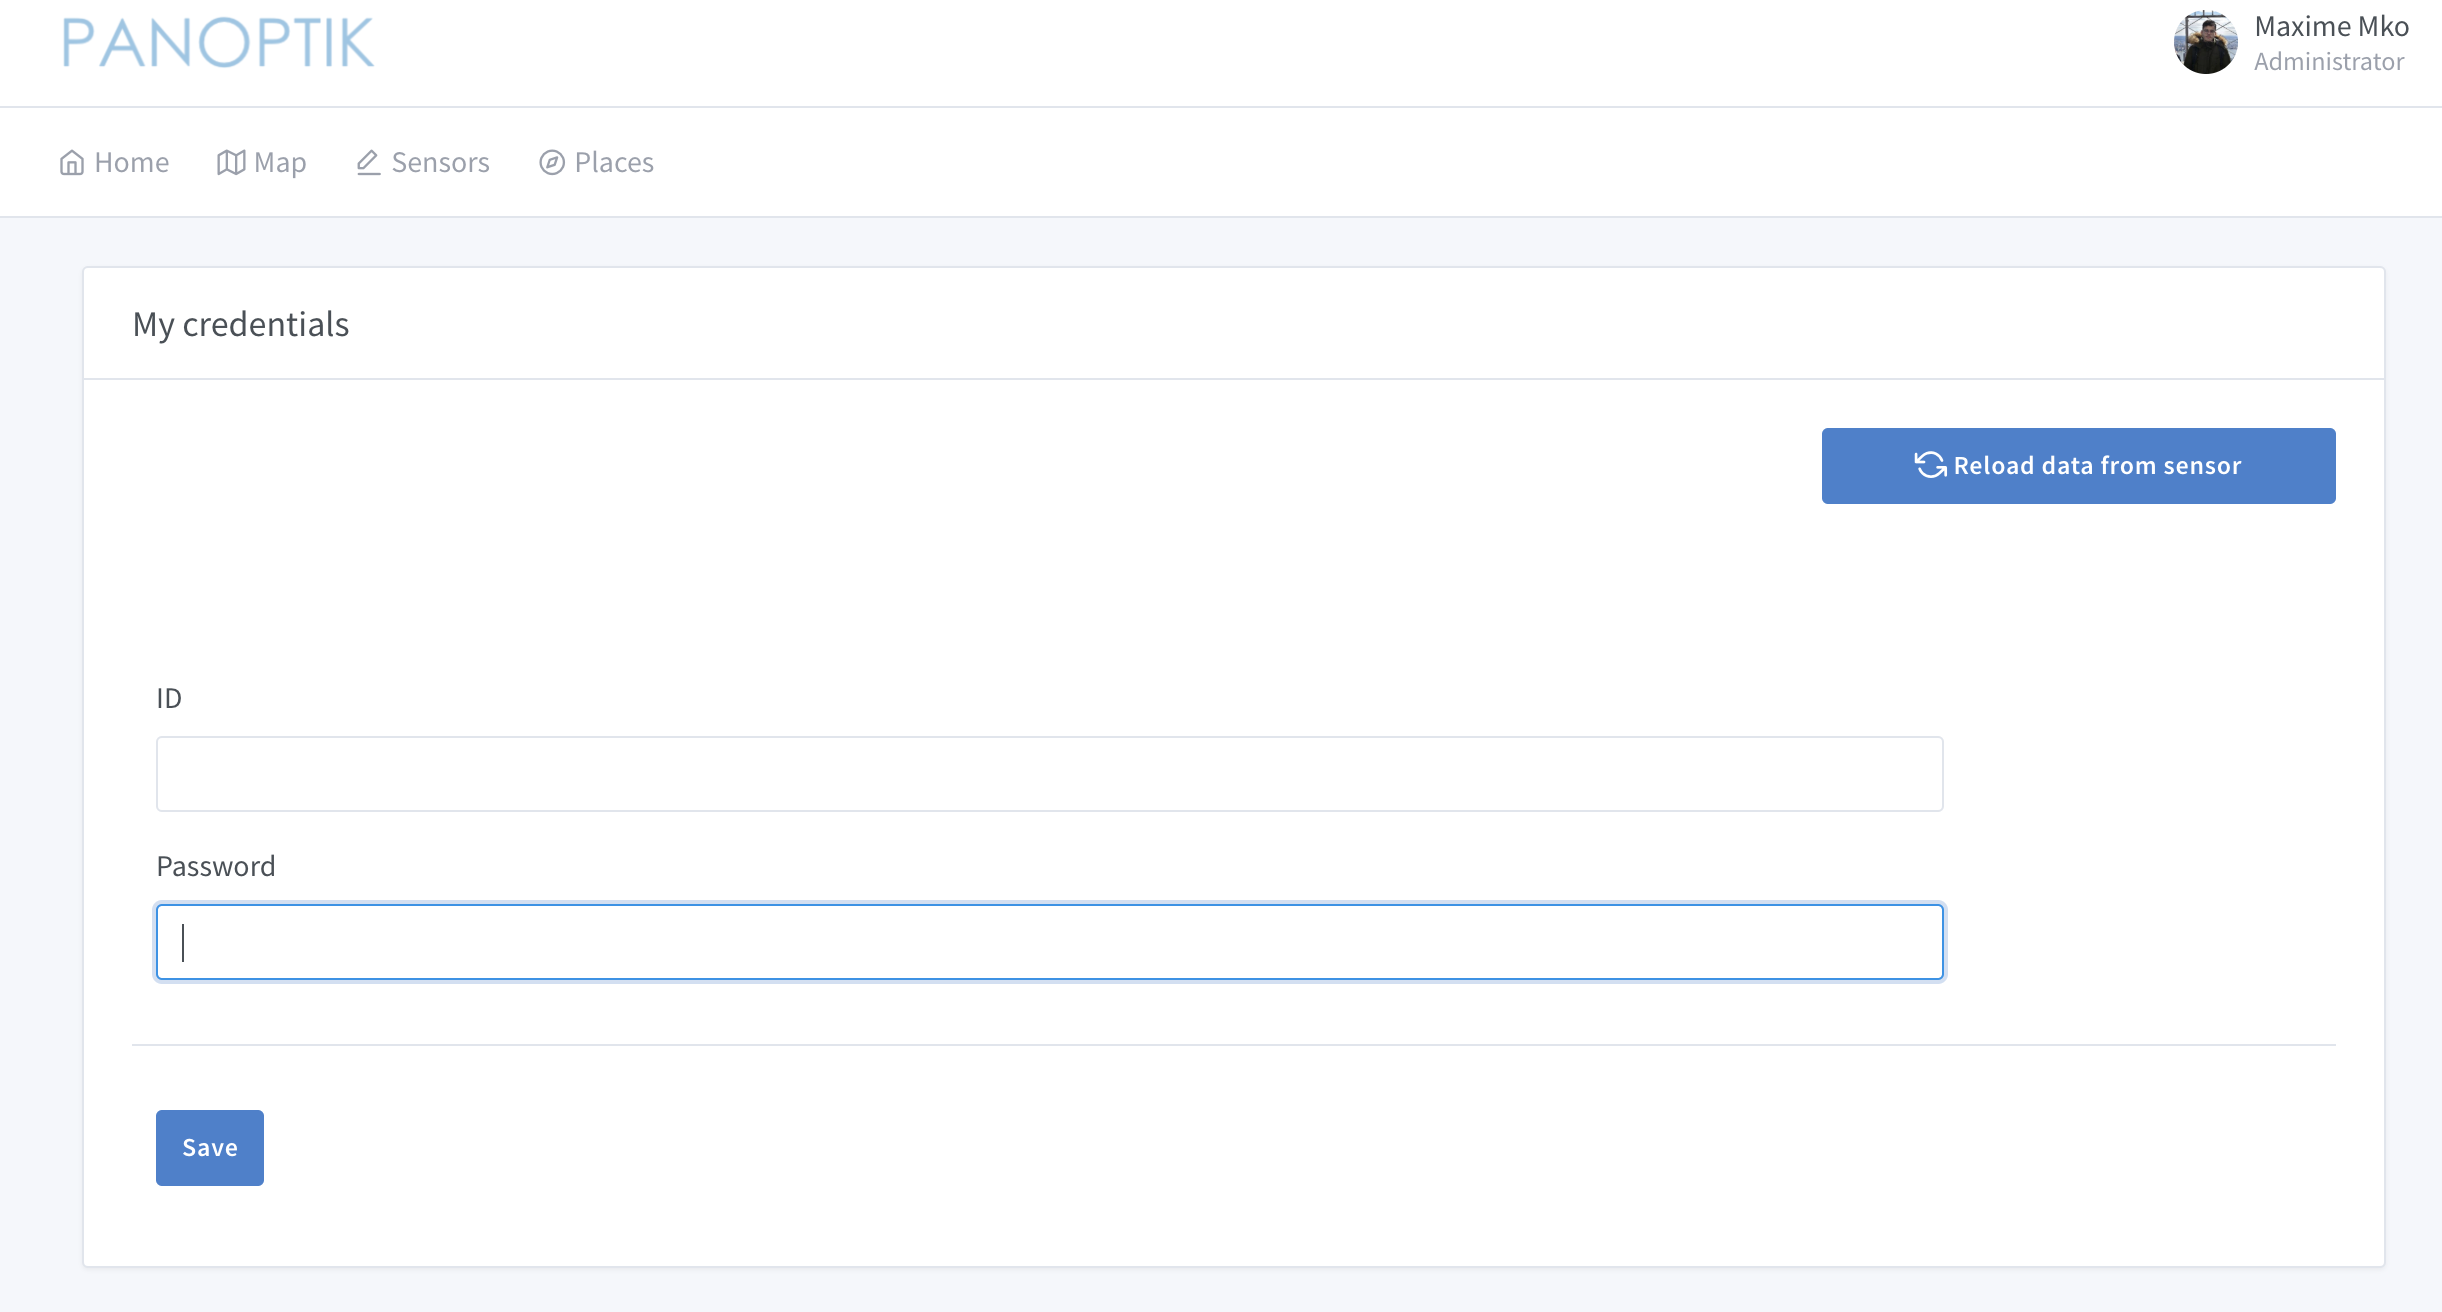 PANOPTIK
Maxime Mko
Administrator
Home
Map
Sensors
Places
My credentials
Reload data from sensor
ID
Password
Save